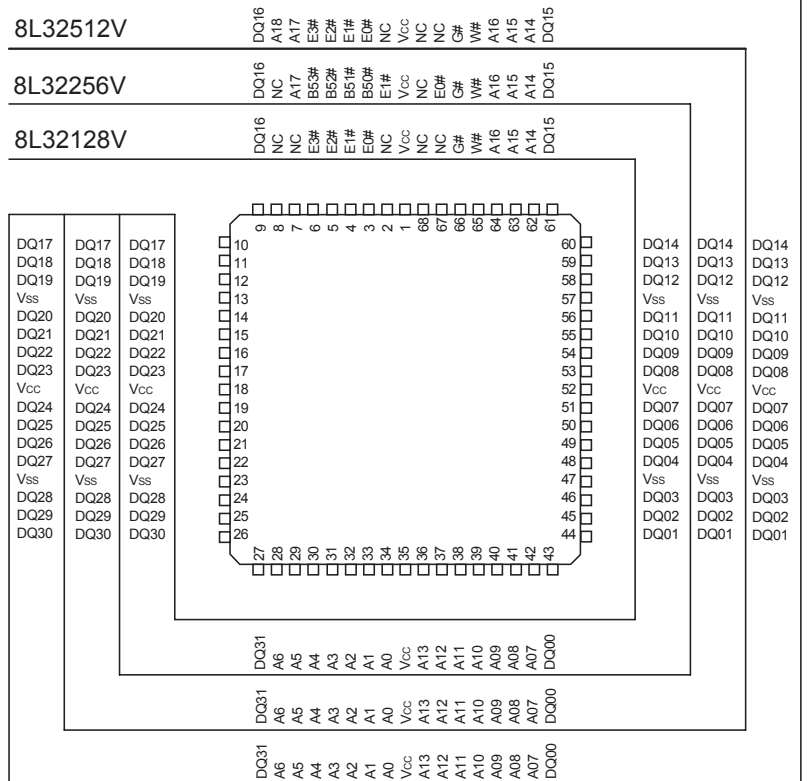 8L32512V DQ16 A18 A17 E3# E2# E1# E0# NC Vcc NC NC G# W# A16 A15 A14 DQ15
8L32256V DQ16 NC A17 B53# B52# B51# B50# E1# Vcc NC E0# G# W# A16 A15 A14 DQ15
8L32128V DQ16 NC NC E3# E2# E1# E0# NC Vcc NC NC G# W# A16 A15 A14 DQ15
9 8 7 6 5 4 3 2 1 68 67 66 65 64 63 62 61
DQ17 DQ17 DQ17 10 60 DQ14 DQ14 DQ14
DQ18 DQ18 DQ18 11 59 DQ13 DQ13 DQ13
DQ19 DQ19 DQ19 12 58 DQ12 DQ12 DQ12
Vss Vss Vss 13 57 Vss Vss Vss
DQ20 DQ20 DQ20 14 56 DQ11 DQ11 DQ11
DQ21 DQ21 DQ21 15 55 DQ10 DQ10 DQ10
DQ22 DQ22 DQ22 16 54 DQ09 DQ09 DQ09
DQ23 DQ23 DQ23 17 53 DQ08 DQ08 DQ08
Vcc Vcc Vcc 18 52 Vcc Vcc Vcc
DQ24 DQ24 DQ24 19 51 DQ07 DQ07 DQ07
DQ25 DQ25 DQ25 20 50 DQ06 DQ06 DQ06
DQ26 DQ26 DQ26 21 49 DQ05 DQ05 DQ05
DQ27 DQ27 DQ27 22 48 DQ04 DQ04 DQ04
Vss Vss Vss 23 47 Vss Vss Vss
DQ28 DQ28 DQ28 24 46 DQ03 DQ03 DQ03
DQ29 DQ29 DQ29 25 45 DQ02 DQ02 DQ02
DQ30 DQ30 DQ30 26 44 DQ01 DQ01 DQ01
27 28 29 30 31 32 33 34 35 36 37 38 39 40 41 42 43
DQ31 A6 A5 A4 A3 A2 A1 A0 Vcc A13 A12 A11 A10 A09 A08 A07 DQ00
DQ31 A6 A5 A4 A3 A2 A1 A0 Vcc A13 A12 A11 A10 A09 A08 A07 DQ00
DQ31 A6 A5 A4 A3 A2 A1 A0 Vcc A13 A12 A11 A10 A09 A08 A07 DQ00